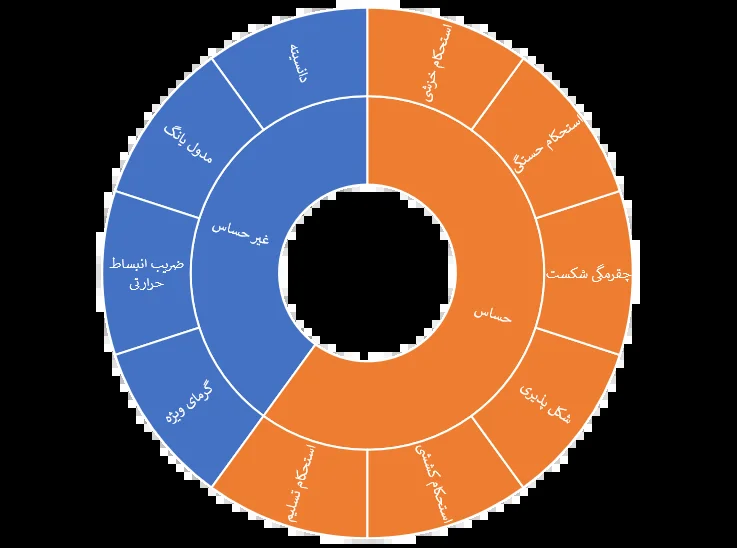 استحکام خزشی
استحکام خستگی
چقرمگی شکست
شکل پذیری
استحکام کششی
استحکام تسلیم
گرمای ویژه
ضریب انبساط
حرارتی
مدول یانگ
دانسیته
حساس
غیر حساس